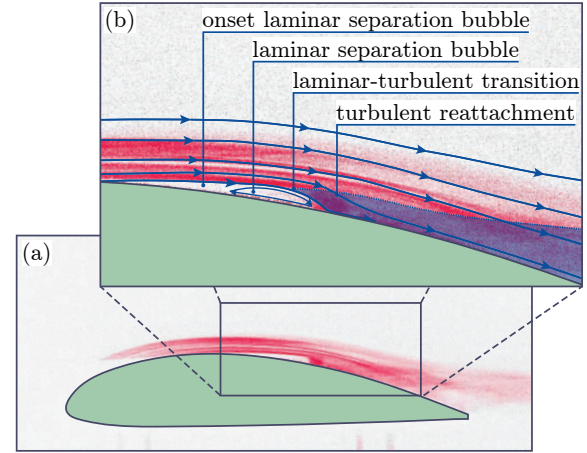 (b)
onset laminar separation bubble
laminar separation bubble
laminar-turbulent transition
turbulent reattachment
(a)